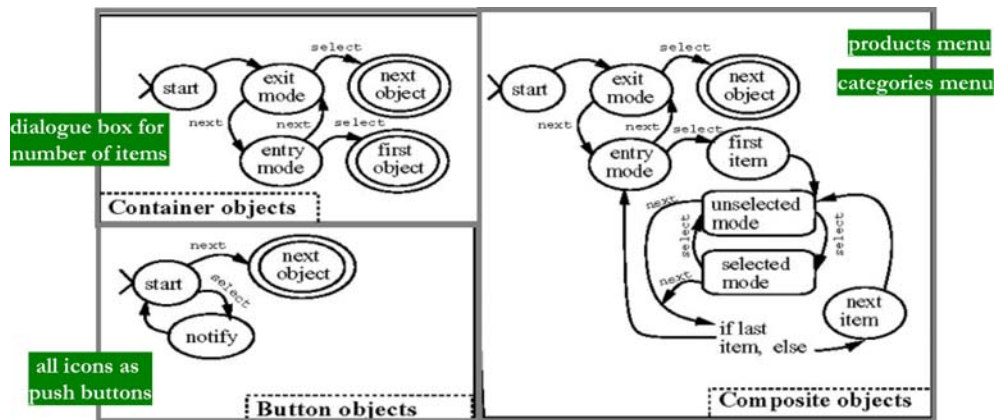 select
start
exit
mode
next
object
next
next
select
entry
mode
first
object
Container objects
dialogue box for
number of items
next
next
object
start
select
notify
Button objects
all icons as
push buttons
select
start
exit
mode
next
object
next
next
select
entry
mode
first
item
next
unselected
mode
select
select
selected
mode
next
next
item
if last
item, else
Composite objects
products menu
categories menu